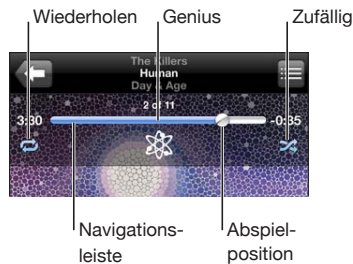 Wiederholen Genius Zufällig
The Killers
Human
Day & Age
2 of 11
3:30 -0:35
Navigations-
leiste
Abspiel-
position